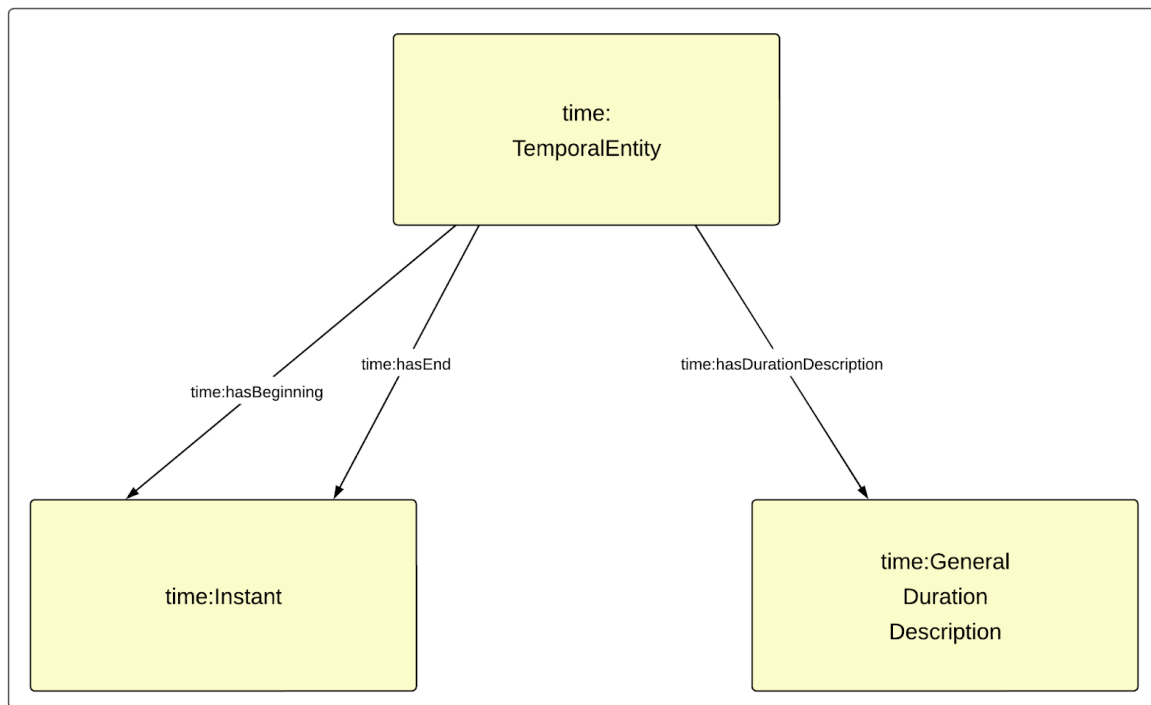 time:
TemporalEntity
time:hasEnd
time:hasDurationDescription
time:hasBeginning
time:Instant
time:General
Duration
Description